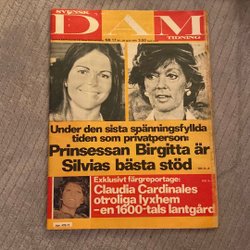 SVENSK
DAM
TIDNING
Under den sista spänningsfyllda
tiden som privatperson:
Prinsessan Birgitta är
Silvias bästa stöd
Exklusivt färgreportage:
Claudia Cardinales
otroliga lyxhem
–en 1600-tals lantgård